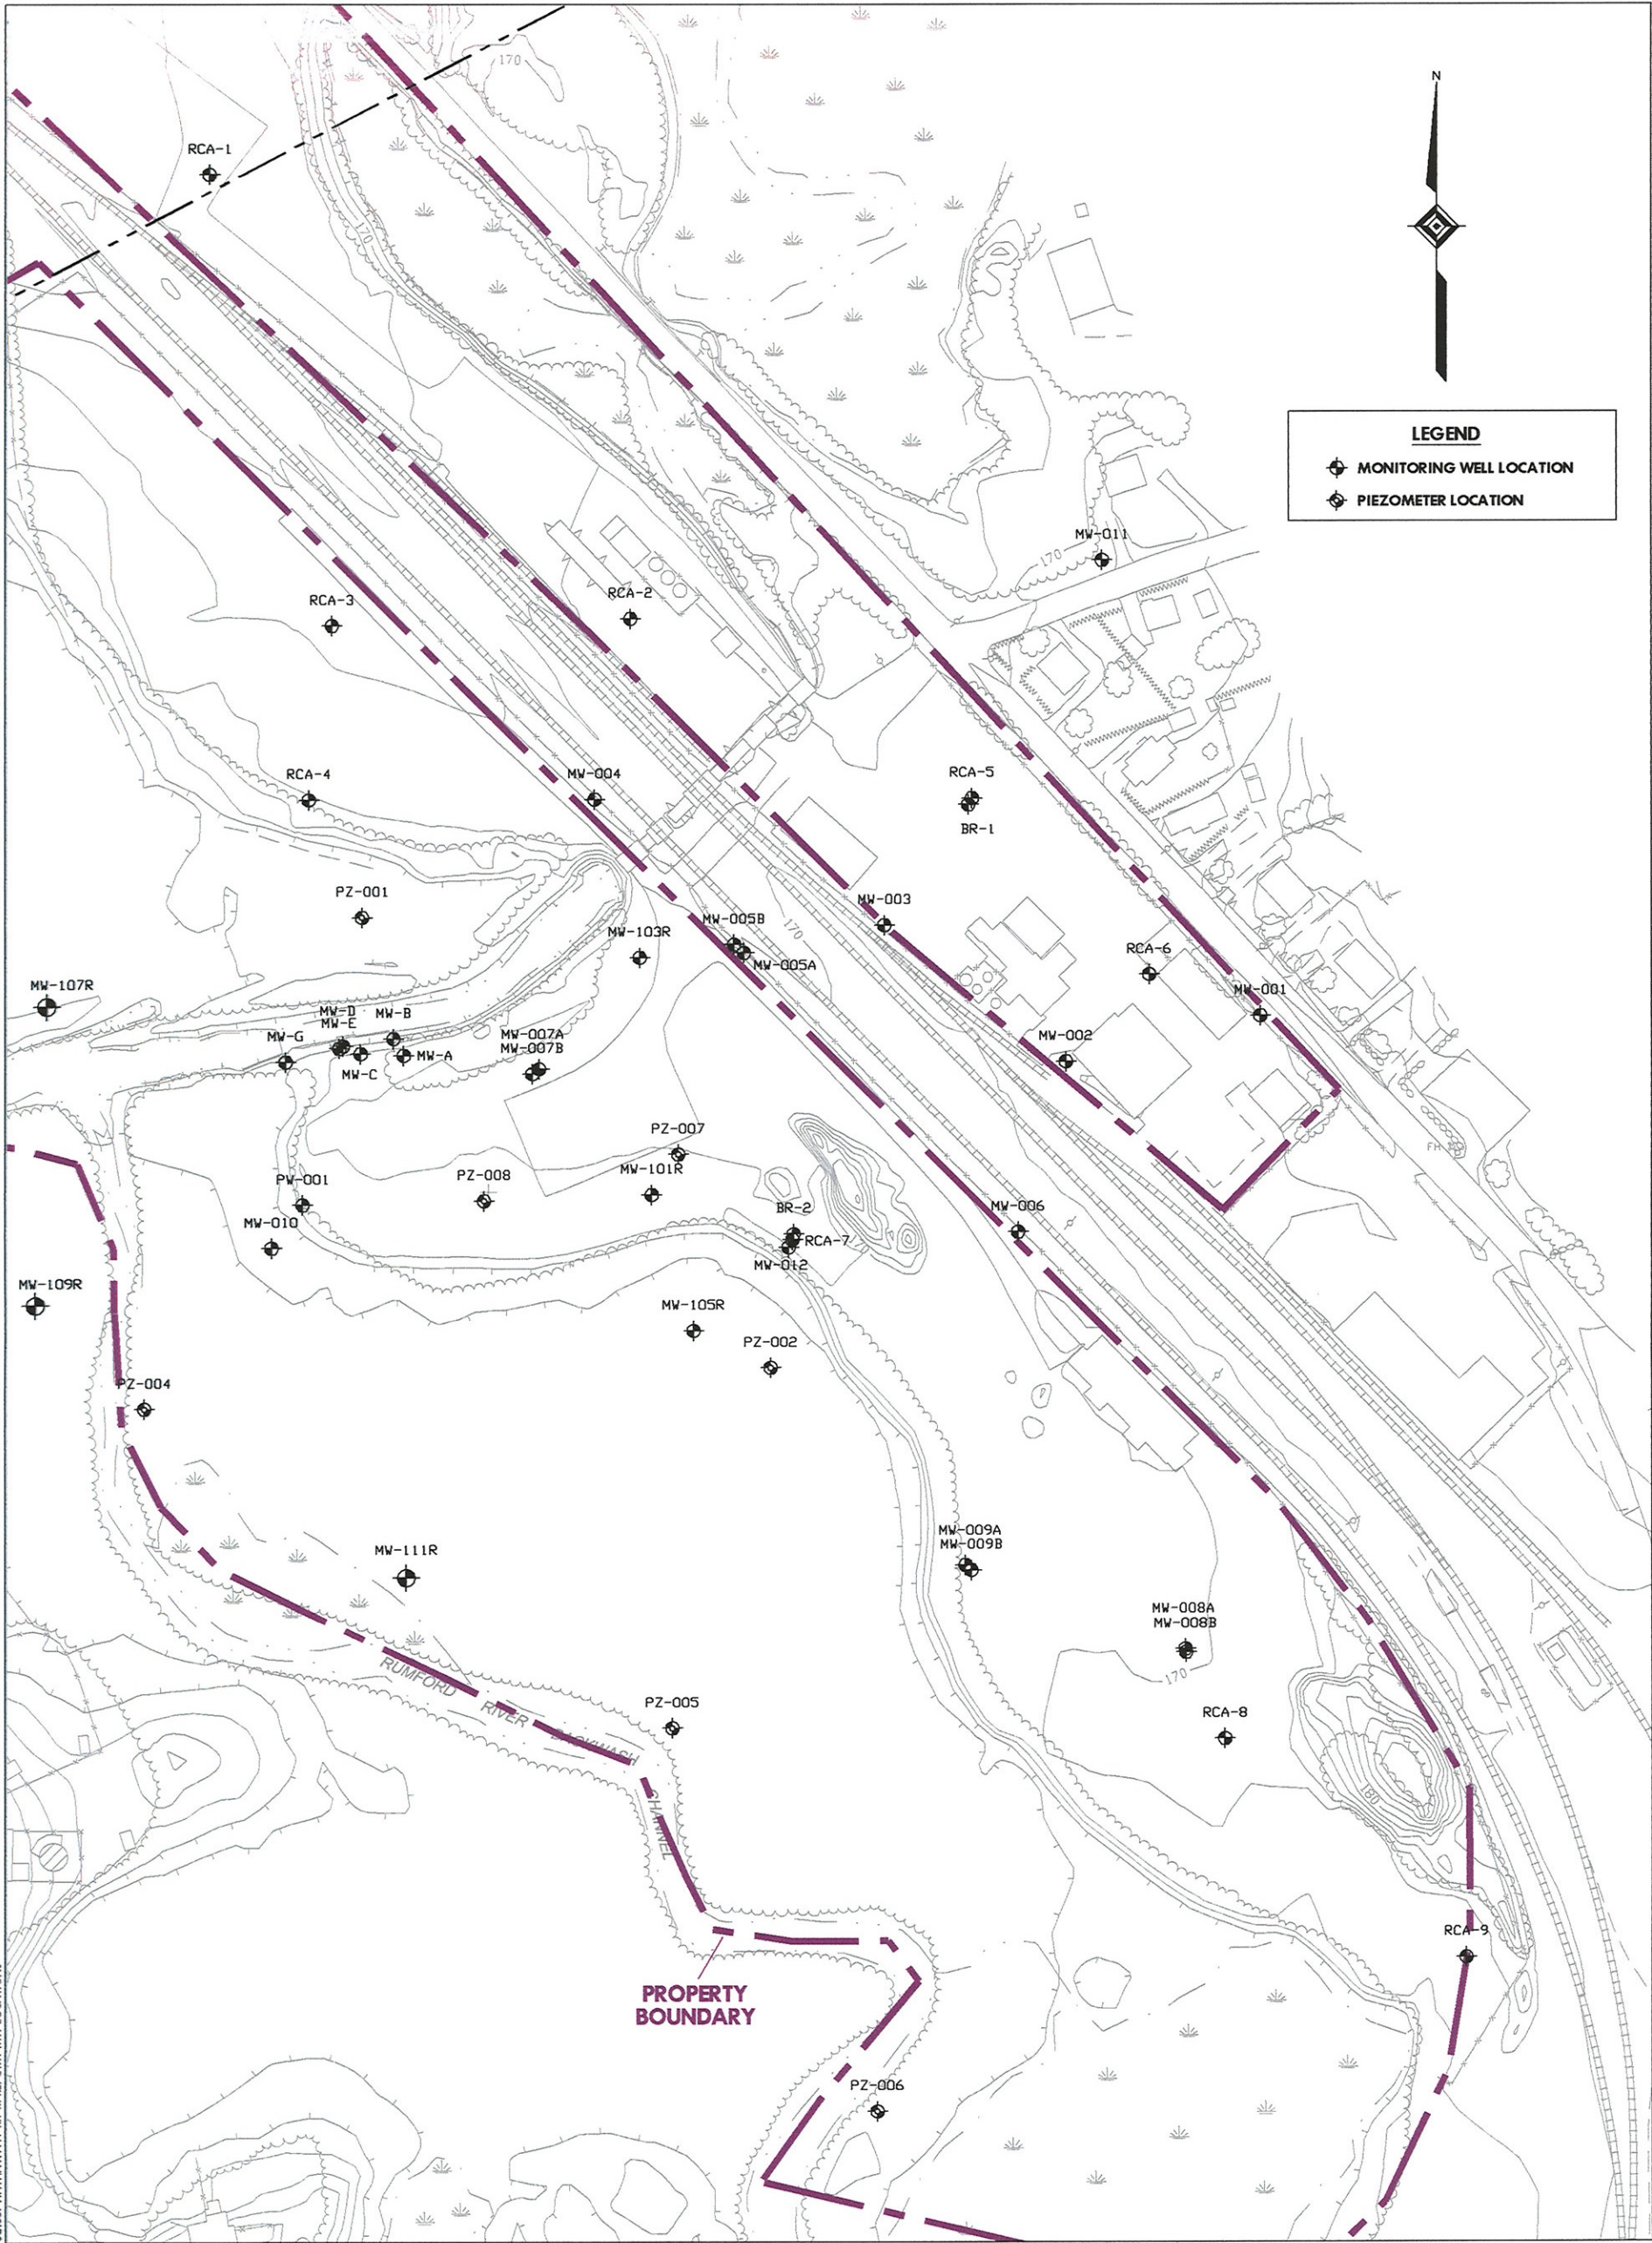 170
N
RCA-1
170
LEGEND
MONITORING WELL LOCATION
PIEZOMETER LOCATION
MW-011
170
RCA-3
RCA-2
RCA-4
MW-004
RCA-5
BR-1
PZ-001
MW-003
MW-005B
170
MW-103R
MW-005A
RCA-6
MW-107R
MW-001
MW-D
MW-E
MW-B
MW-G
MW-C
MW-A
MW-007A
MW-007B
MW-002
PZ-007
MW-101R
FH
PW-001
PZ-008
BR-2
MW-006
MW-010
RCA-7
MW-012
MW-109R
MW-105R
PZ-002
PZ-004
MW-009A
MW-009B
MW-111R
MW-008A
MW-008B
170
RUMFORD
RIVER
BACKWASH
CHANNEL
PZ-005
RCA-8
180
RCA-9
PROPERTY
BOUNDARY
PZ-006